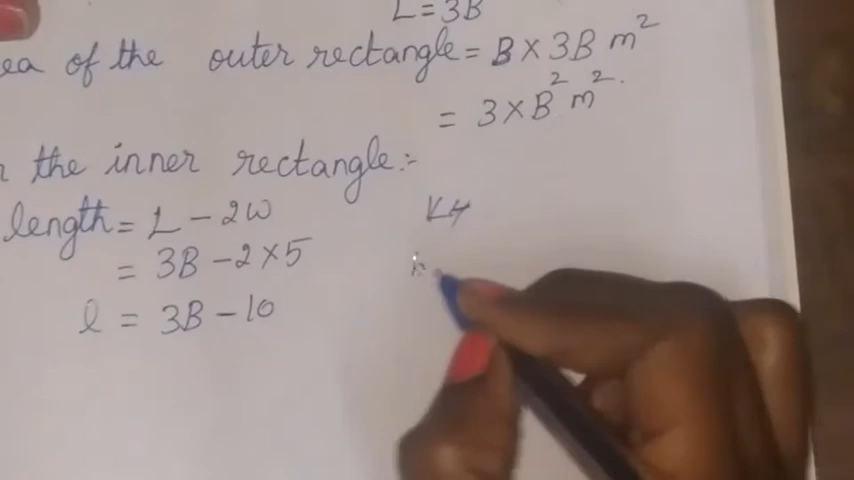 L = 3B
ea of the outer rectangle = B × 3B m²
= 3 × B² m².
the inner rectangle :-
length = L - 2W
= 3B - 2 × 5
l = 3B - 10